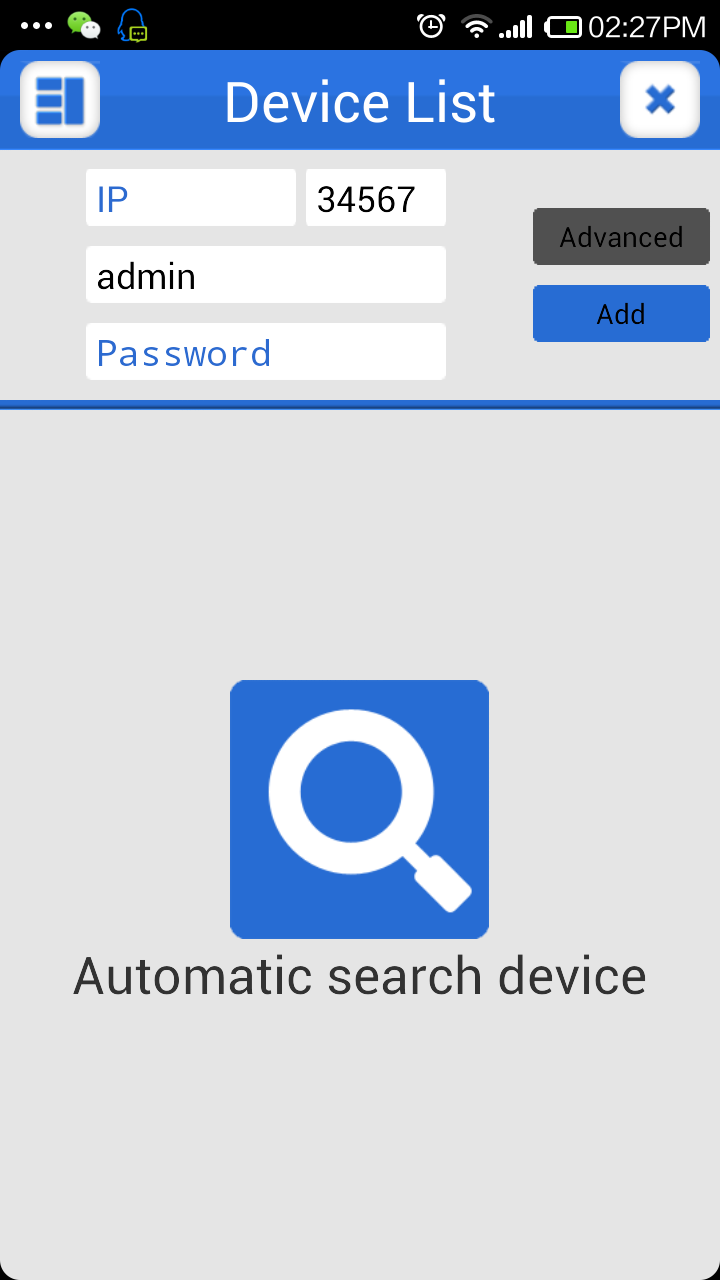 02:27PM
Device List
IP 34567
Advanced
admin
Add
Password
Automatic search device